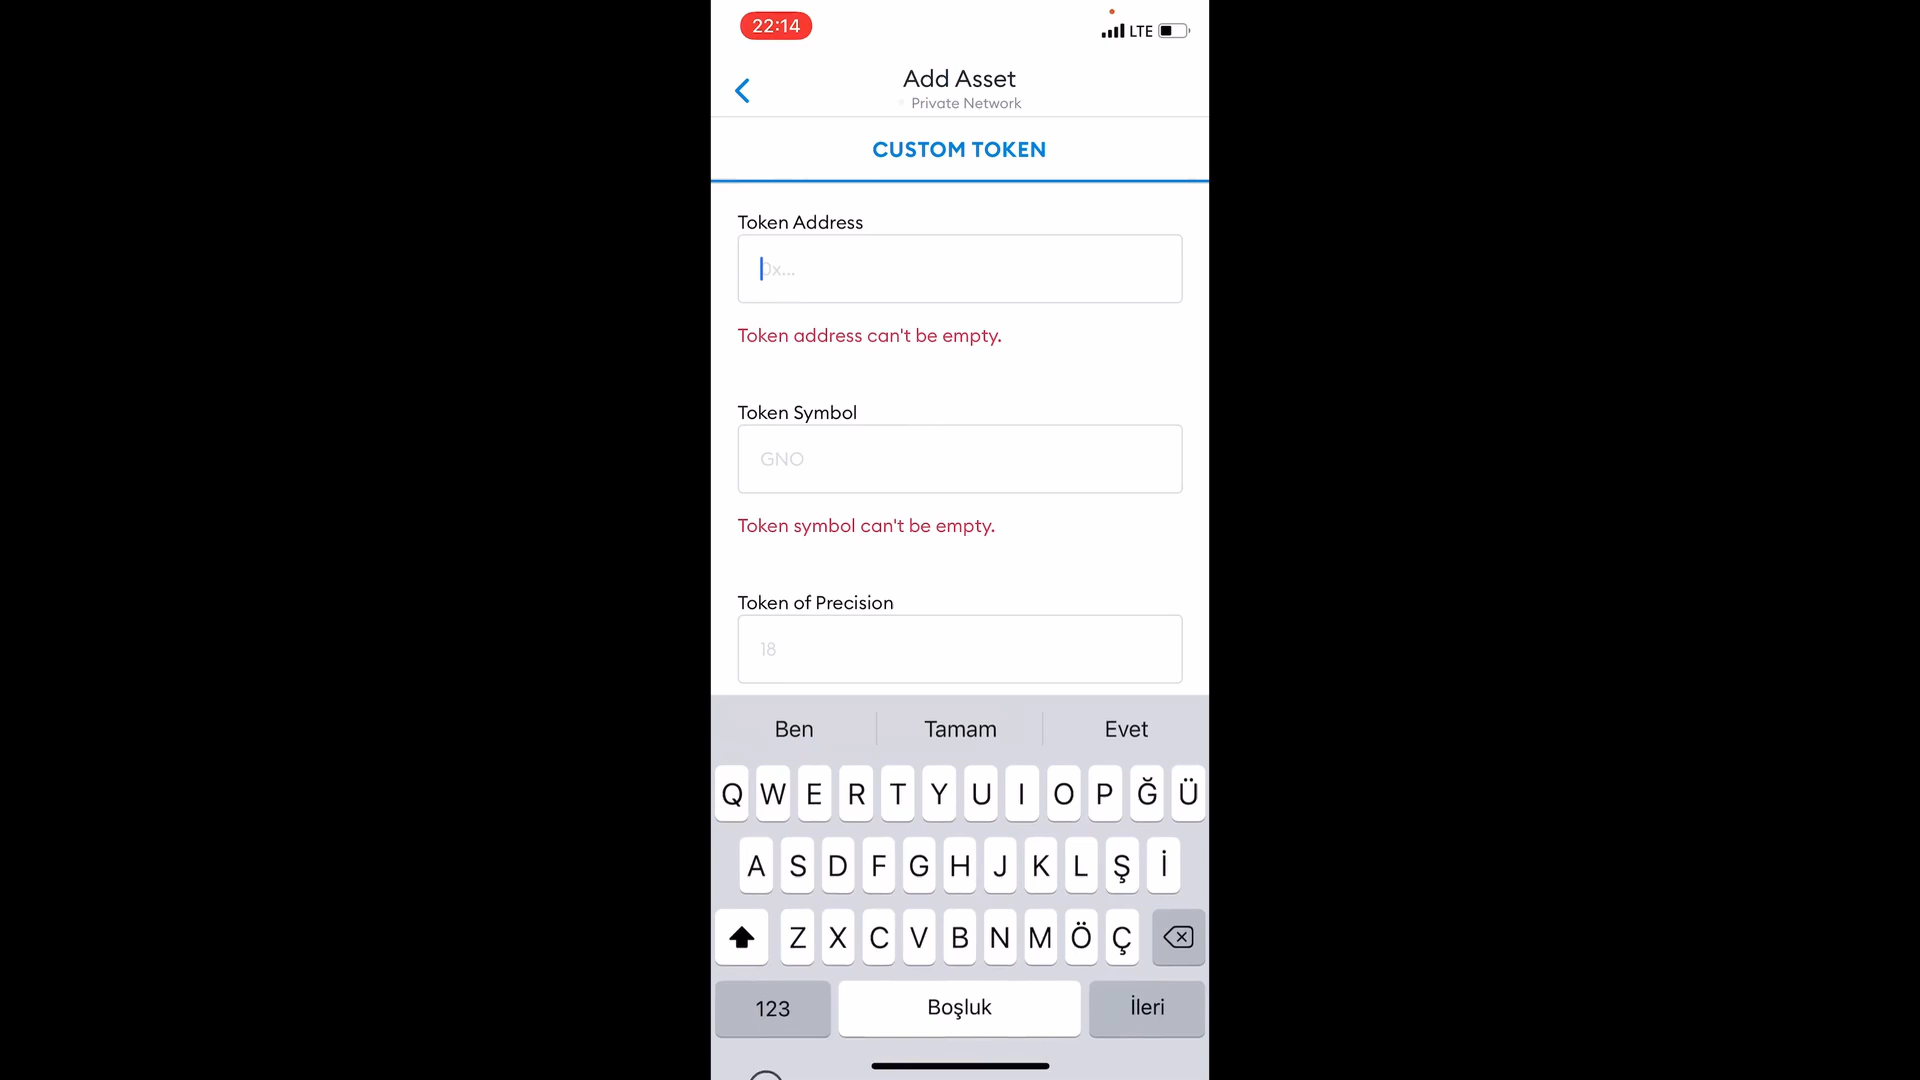 22:14
LTE
Add Asset
Private Network
CUSTOM TOKEN
Token Address
0x...
Token address can't be empty.
Token Symbol
GNO
Token symbol can't be empty.
Token of Precision
18
Ben Tamam Evet
Q W E R T Y U I O P Ğ Ü
A S D F G H J K L Ş İ
Z X C V B N M Ö Ç
123 Boşluk İleri